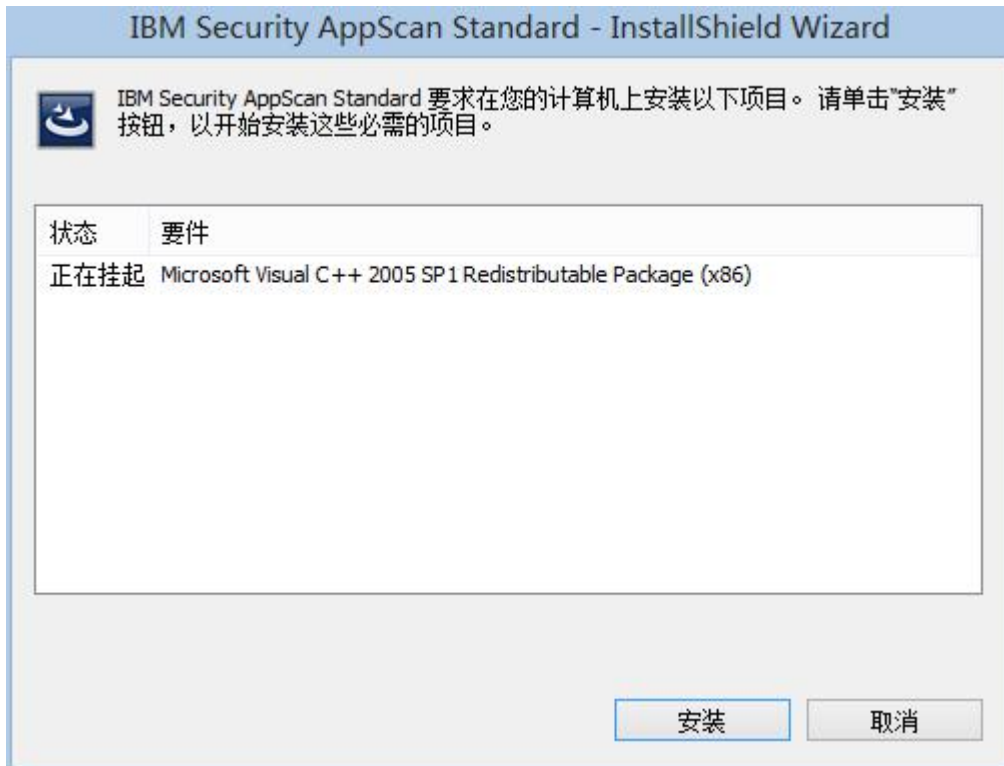 IBM Security AppScan Standard - InstallShield Wizard
IBM Security AppScan Standard 要求在您的计算机上安装以下项目。 请单击"安装"
按钮，以开始安装这些必需的项目。
状态 要件
正在挂起 Microsoft Visual C++ 2005 SP1 Redistributable Package (x86)
安装 取消